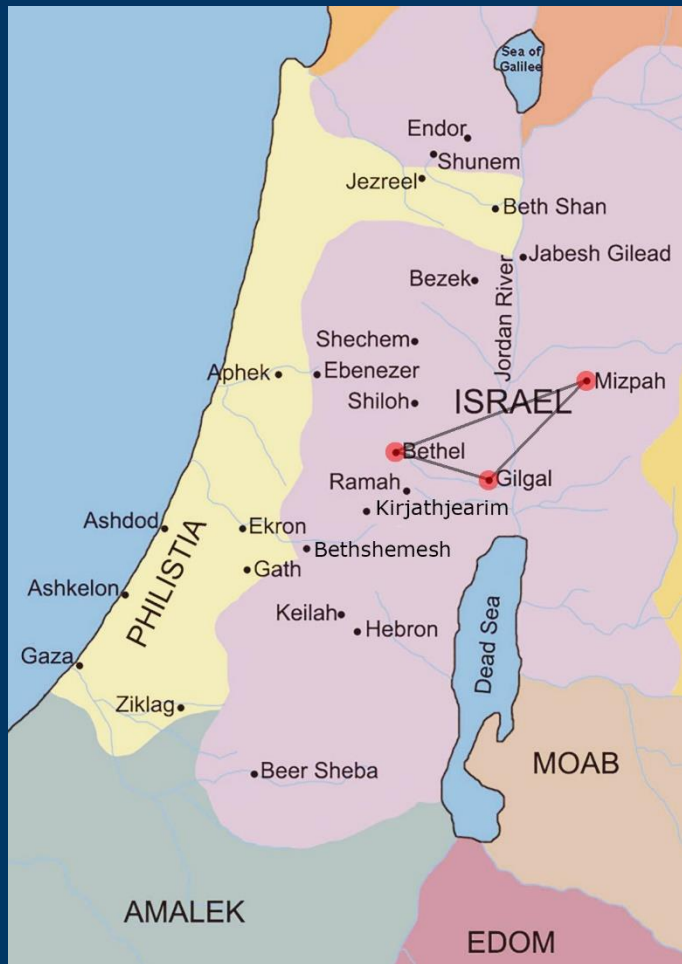 Sea of
Galilee
Endor
Shunem
Jezreel
Beth Shan
Jabesh Gilead
Bezek
Jordan River
Shechem
Aphek
Ebenezer
Mizpah
Shiloh
ISRAEL
Bethel
Gilgal
Ramah
Kirjathjearim
Ashdod
Ekron
Bethshemesh
PHILISTIA
Gath
Ashkelon
Keilah
Hebron
Dead Sea
Gaza
Ziklag
MOAB
Beer Sheba
AMALEK
EDOM